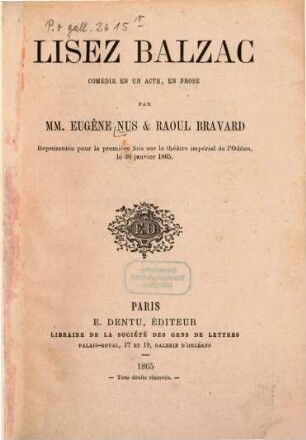 P.o gall. 2615 r
LISEZ BALZAC
COMÉDIE EN UN ACTE, EN PROSE
PAR
MM. EUGÈNE NUS & RAOUL BRAVARD
Représentée pour la première fois sur le théâtre impérial de l'Odéon,
le 20 janvier 1865.
ED
PARIS
E. DENTU, ÉDITEUR
LIBRAIRE DE LA SOCIÉTÉ DES GENS DE LETTRES
PALAIS-ROYAL, 17 ET 19, GALERIE D'ORLÉANS
1865
— Tous droits réservés. —